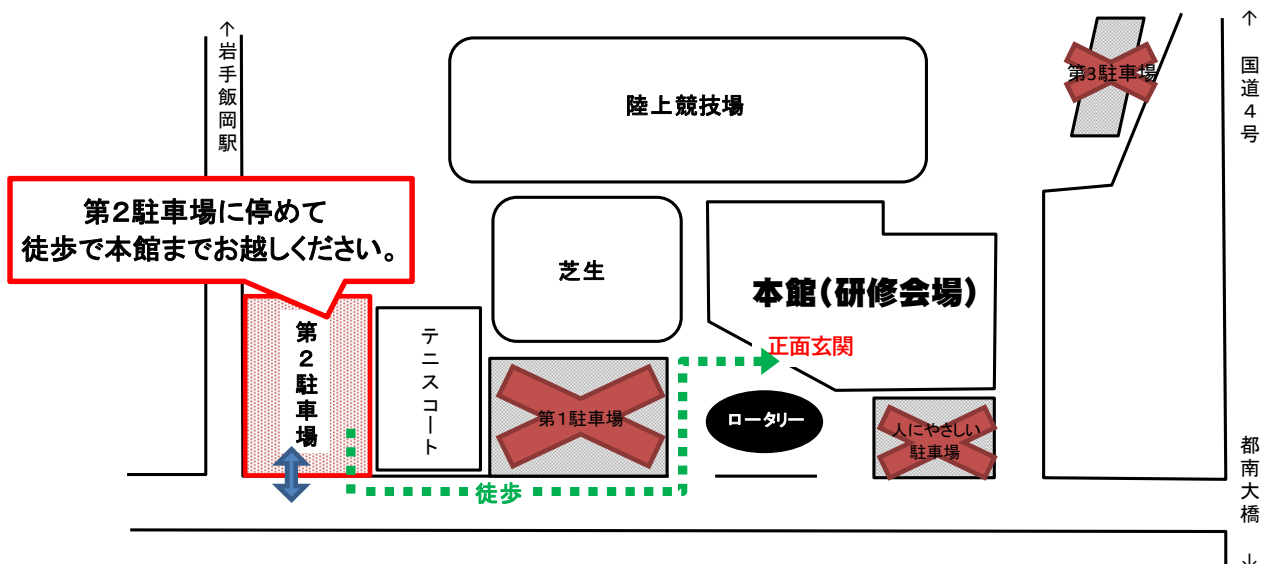 ↑岩手飯岡駅
陸上競技場
第3駐車場
↑ 国道4号
第2駐車場に停めて
徒歩で本館までお越しください。
芝生
本館(研修会場)
正面玄関
第2駐車場
テニスコート
第1駐車場
ロータリー
人にやさしい
駐車場
徒歩
都南大橋 ↓